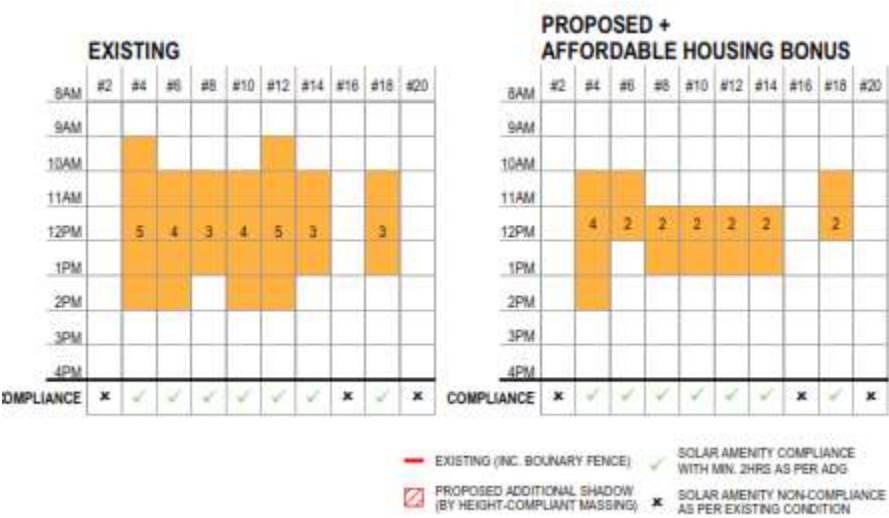 EXISTING
#2 #4 #6 #8 #10 #12 #14 #16 #18 #20
8AM
9AM
10AM
11AM
12PM 5 4 3 4 5 3 3
1PM
2PM
3PM
4PM
OMPLIANCE × ✓ ✓ ✓ ✓ ✓ ✓ × ✓ ×
PROPOSED +
AFFORDABLE HOUSING BONUS
#2 #4 #6 #8 #10 #12 #14 #16 #18 #20
8AM
9AM
10AM
11AM
12PM 4 2 2 2 2 2 2
1PM
2PM
3PM
4PM
COMPLIANCE × ✓ ✓ ✓ ✓ ✓ ✓ × ✓ ×
EXISTING (INC. BOUNARY FENCE)
PROPOSED ADDITIONAL SHADOW
(BY HEIGHT-COMPLIANT MASSING)
✓ SOLAR AMENITY COMPLIANCE
WITH MIN. 2HRS AS PER ADG
× SOLAR AMENITY NON-COMPLIANCE
AS PER EXISTING CONDITION